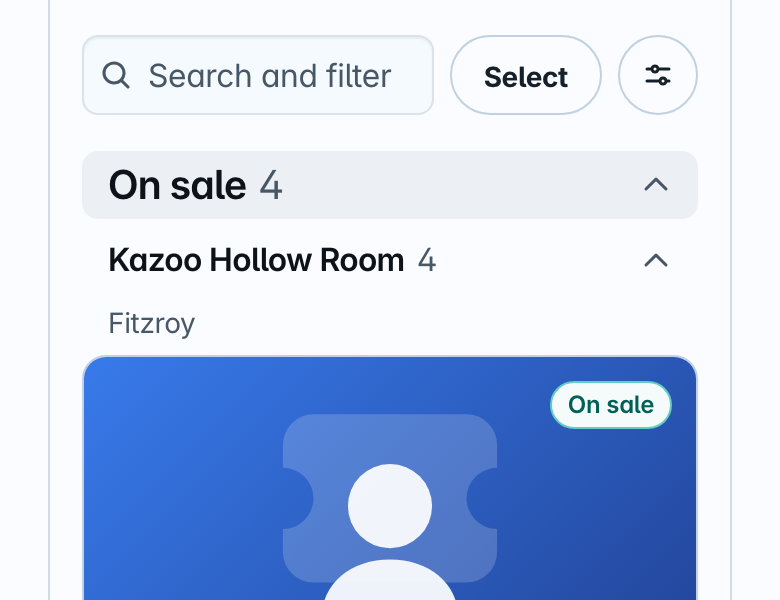 Search and filter
Select
On sale 4
Kazoo Hollow Room 4
Fitzroy
On sale